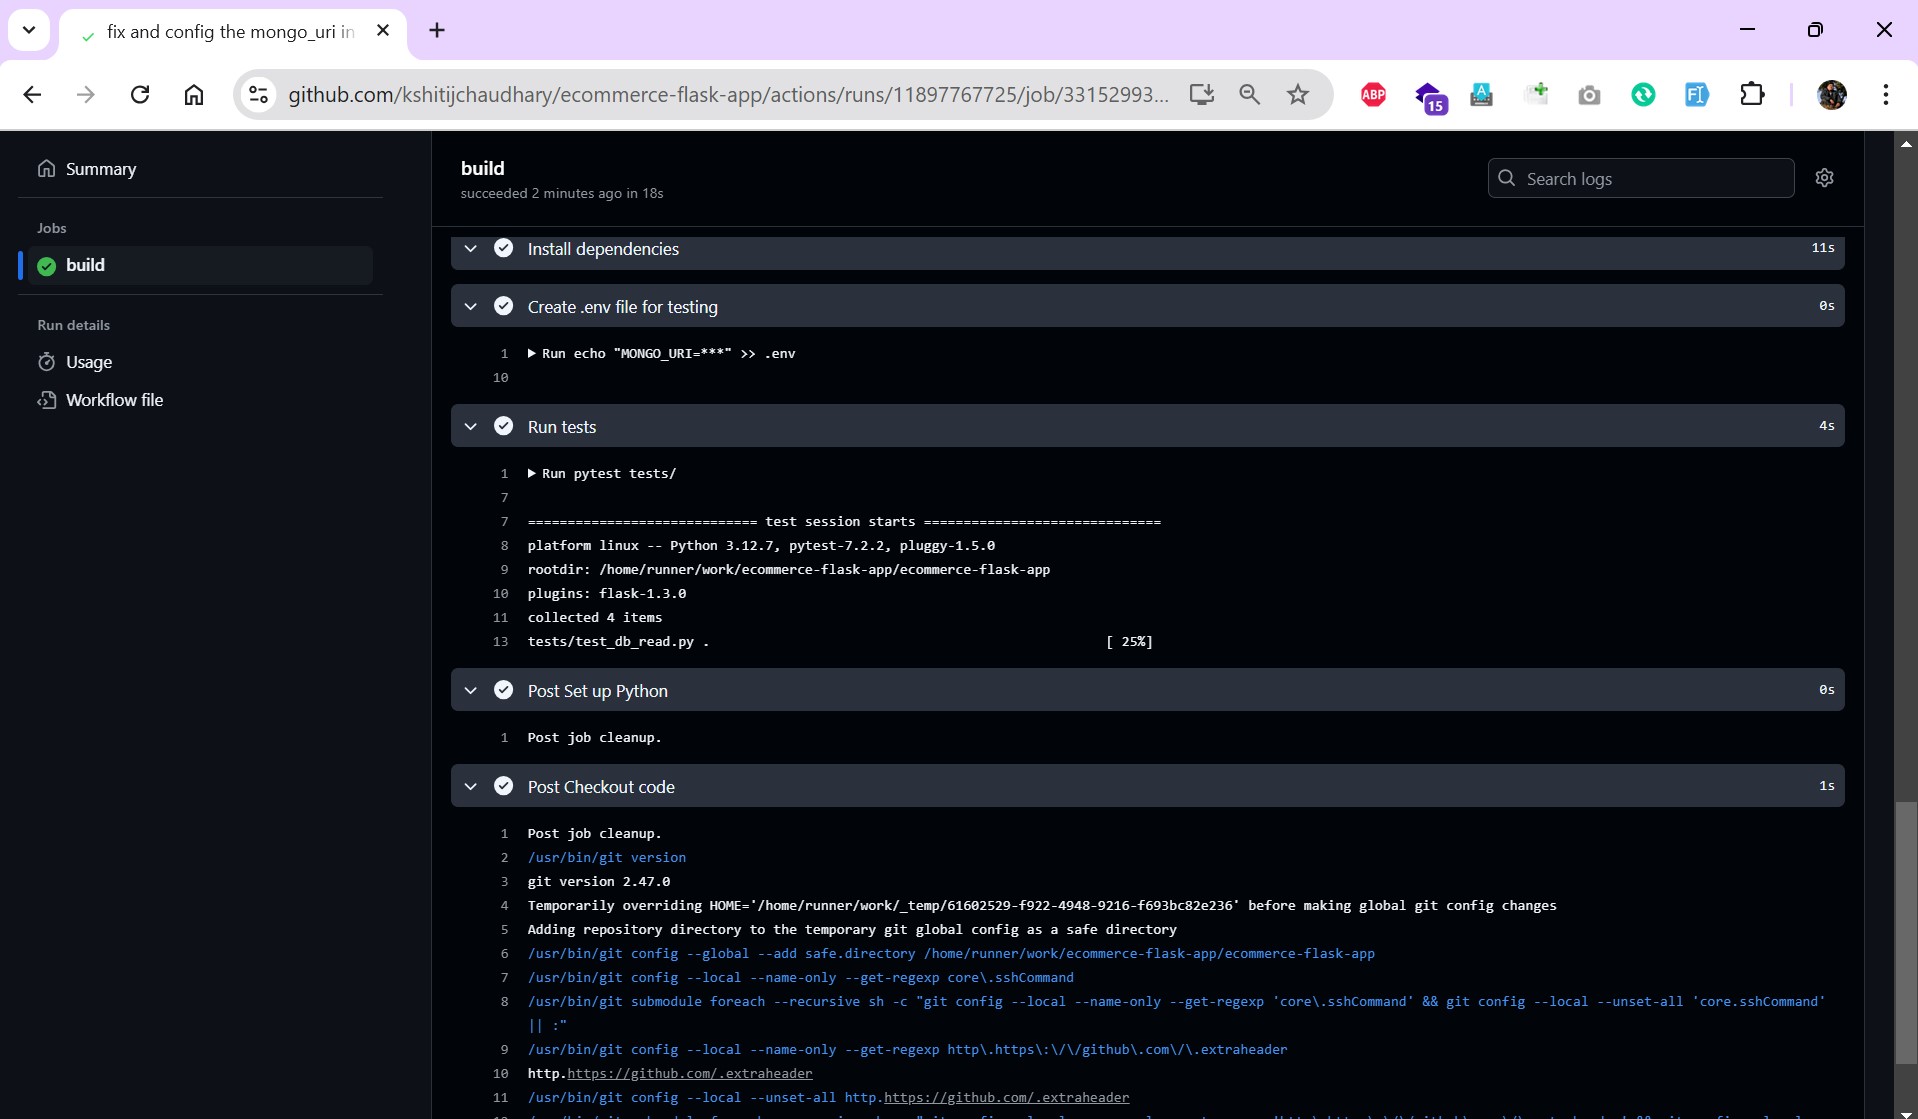 fix and config the mongo_uri in
github.com/kshitijchaudhary/ecommerce-flask-app/actions/runs/11897767725/job/33152993...
ABP
15
A
FI
Summary
Jobs
build
Run details
Usage
Workflow file
build
succeeded 2 minutes ago in 18s
Search logs
Install dependencies 11s
Create .env file for testing 0s
1 Run echo "MONGO_URI=***" >> .env
10
Run tests 4s
1 Run pytest tests/
7
7 ============================= test session starts ==============================
8 platform linux -- Python 3.12.7, pytest-7.2.2, pluggy-1.5.0
9 rootdir: /home/runner/work/ecommerce-flask-app/ecommerce-flask-app
10 plugins: flask-1.3.0
11 collected 4 items
13 tests/test_db_read.py . [ 25%]
Post Set up Python 0s
1 Post job cleanup.
Post Checkout code 1s
1 Post job cleanup.
2 /usr/bin/git version
3 git version 2.47.0
4 Temporarily overriding HOME='/home/runner/work/_temp/61602529-f922-4948-9216-f693bc82e236' before making global git config changes
5 Adding repository directory to the temporary git global config as a safe directory
6 /usr/bin/git config --global --add safe.directory /home/runner/work/ecommerce-flask-app/ecommerce-flask-app
7 /usr/bin/git config --local --name-only --get-regexp core\.sshCommand
8 /usr/bin/git submodule foreach --recursive sh -c "git config --local --name-only --get-regexp 'core\.sshCommand' && git config --local --unset-all 'core.sshCommand'
|| :"
9 /usr/bin/git config --local --name-only --get-regexp http\.https\:\/\/github\.com\/\.extraheader
10 http.https://github.com/.extraheader
11 /usr/bin/git config --local --unset-all http.https://github.com/.extraheader